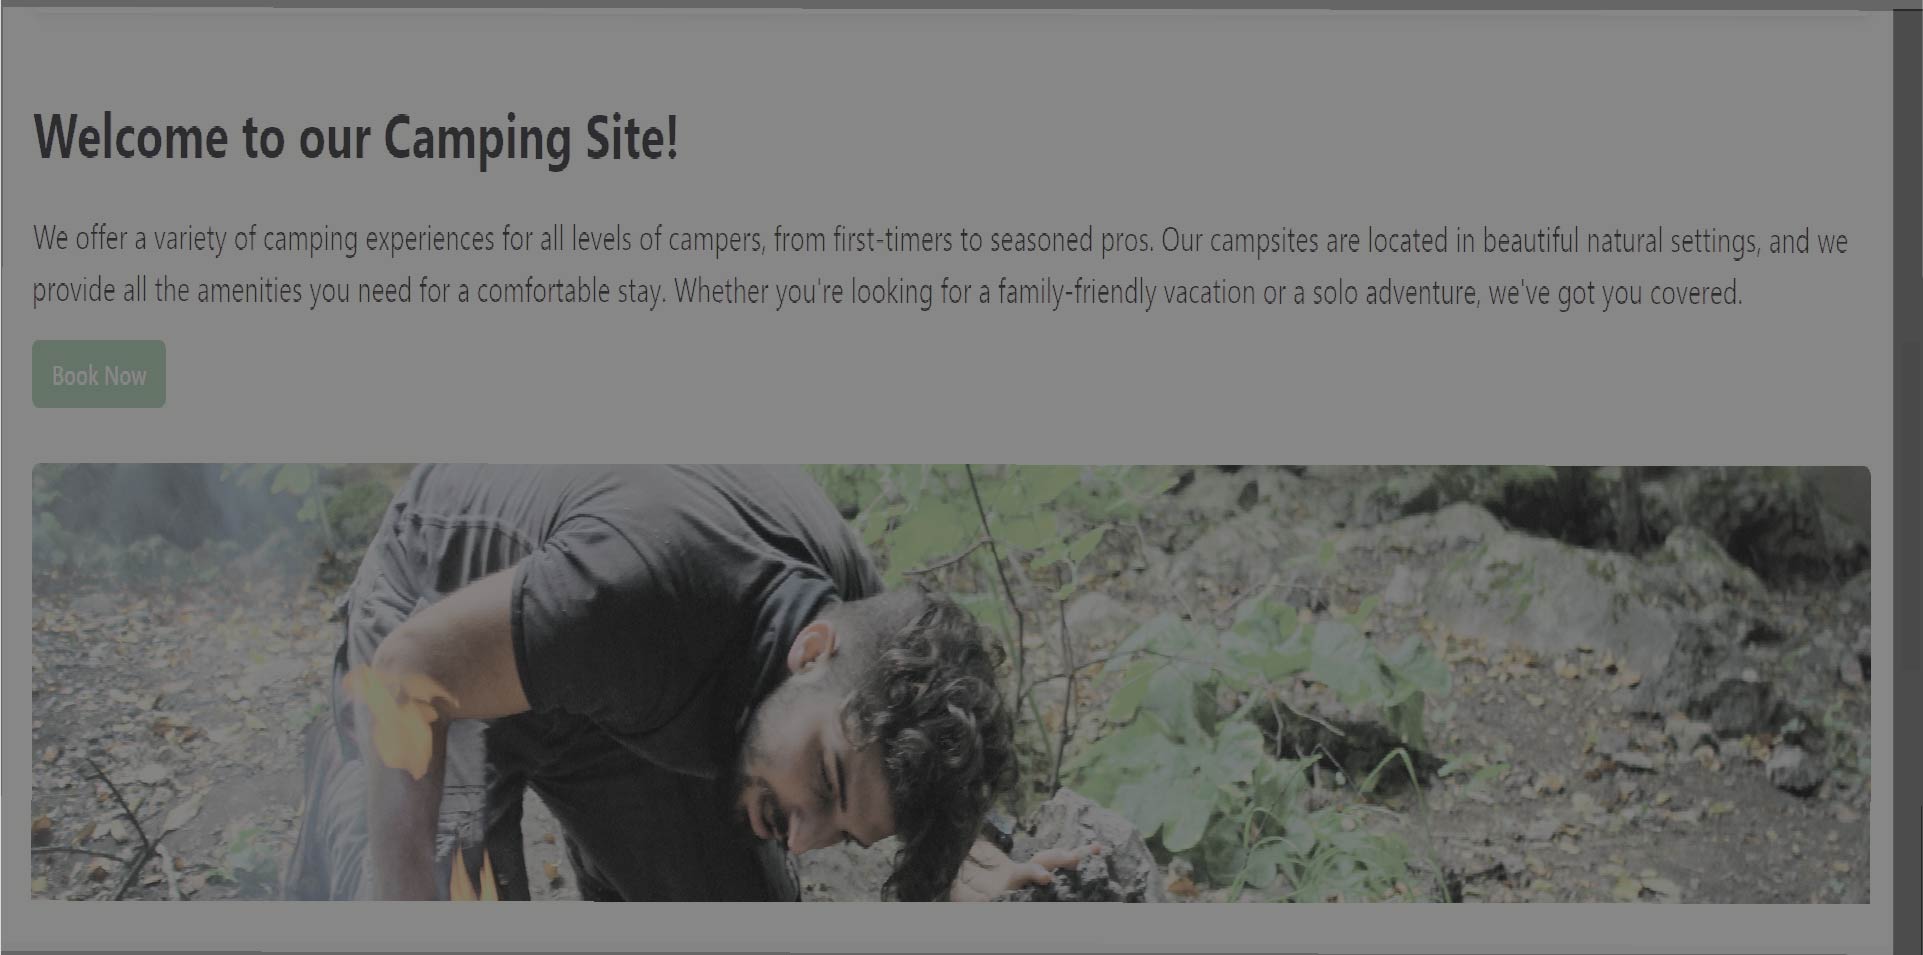 Welcome to our Camping Site!
We offer a variety of camping experiences for all levels of campers, from first-timers to seasoned pros. Our campsites are located in beautiful natural settings, and we
provide all the amenities you need for a comfortable stay. Whether you're looking for a family-friendly vacation or a solo adventure, we've got you covered.
Book Now